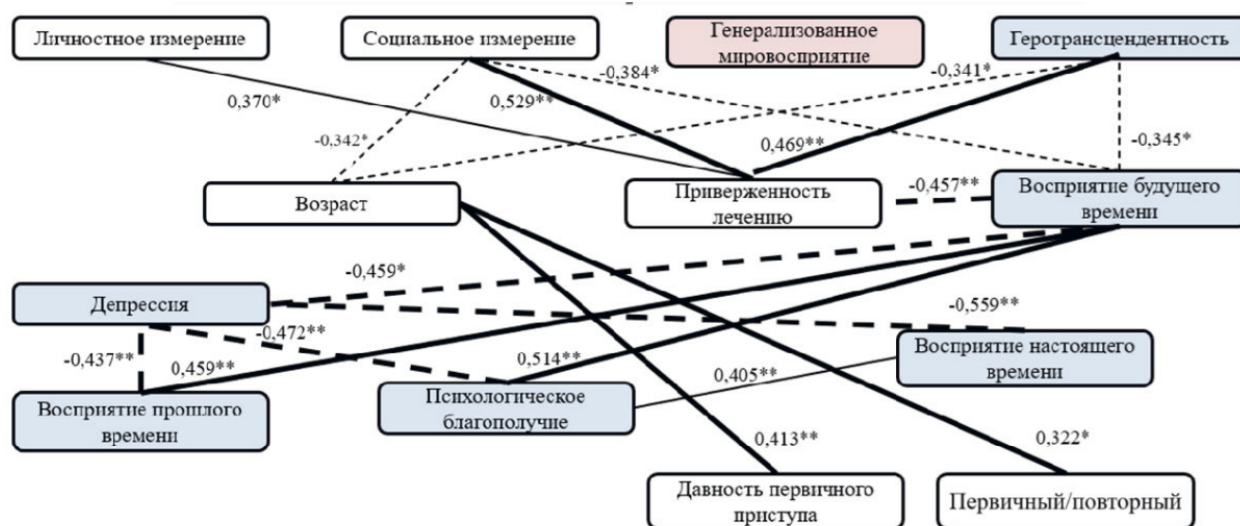 Личностное измерение
Социальное измерение
Генерализованное
мировосприятие
Геротрансцендентность
-0,384*
-0,341*
0,370*
0,529**
-0,342*
0,469**
-0,345*
Возраст
Приверженность
лечению
-0,457**
Восприятие будущего
времени
-0,459*
Депрессия
-0,559**
-0,472**
-0,437**
0,459**
0,514**
0,405**
Восприятие настоящего
времени
Восприятие прошлого
времени
Психологическое
благополучие
0,413**
0,322*
Давность первичного
приступа
Первичный/повторный